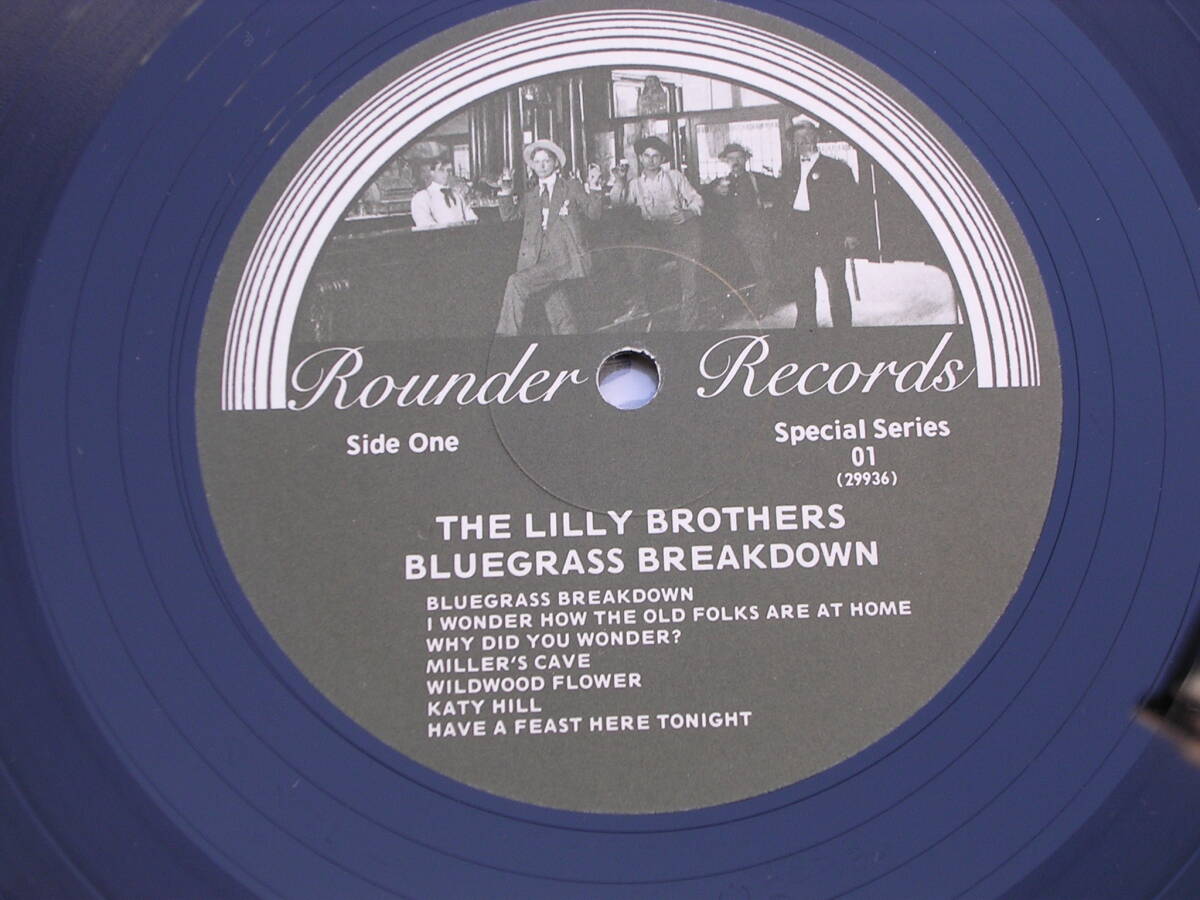 Rounder Records
Side One
Special Series
01
(29936)
THE LILLY BROTHERS
BLUEGRASS BREAKDOWN
BLUEGRASS BREAKDOWN
I WONDER HOW THE OLD FOLKS ARE AT HOME
WHY DID YOU WONDER?
MILLER'S CAVE
WILDWOOD FLOWER
KATY HILL
HAVE A FEAST HERE TONIGHT